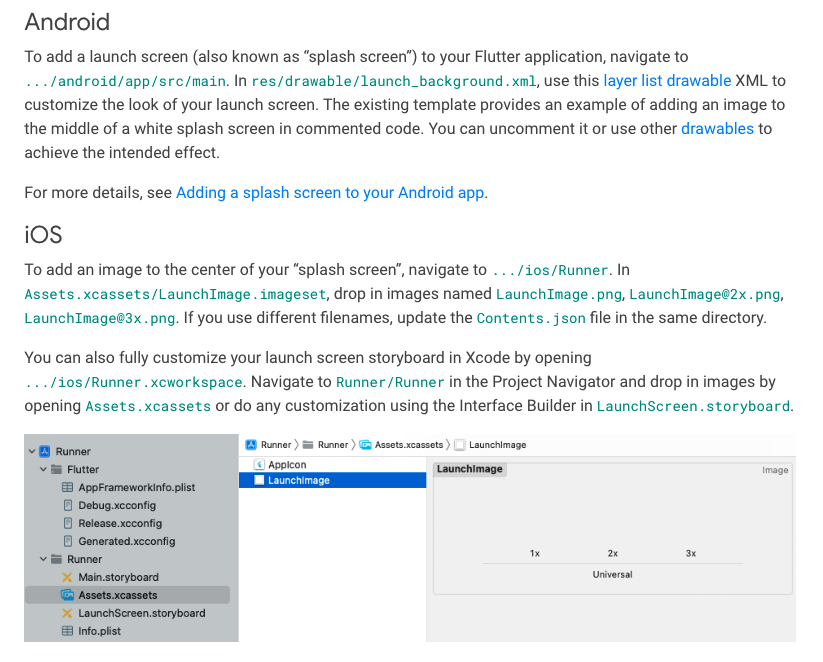 Android
To add a launch screen (also known as “splash screen”) to your Flutter application, navigate to
.../android/app/src/main. In res/drawable/launch_background.xml, use this layer list drawable XML to
customize the look of your launch screen. The existing template provides an example of adding an image to
the middle of a white splash screen in commented code. You can uncomment it or use other drawables to
achieve the intended effect.
For more details, see Adding a splash screen to your Android app.
iOS
To add an image to the center of your “splash screen”, navigate to .../ios/Runner. In
Assets.xcassets/LaunchImage.imageset, drop in images named LaunchImage.png, LaunchImage@2x.png,
LaunchImage@3x.png. If you use different filenames, update the Contents.json file in the same directory.
You can also fully customize your launch screen storyboard in Xcode by opening
.../ios/Runner.xcworkspace. Navigate to Runner/Runner in the Project Navigator and drop in images by
opening Assets.xcassets or do any customization using the Interface Builder in LaunchScreen.storyboard.
Runner
Flutter
AppFrameworkInfo.plist
Debug.xcconfig
Release.xcconfig
Generated.xcconfig
Runner
Main.storyboard
Assets.xcassets
LaunchScreen.storyboard
Info.plist
Runner Runner Assets.xcassets LaunchImage
AppIcon
LaunchImage
LaunchImage Image
1x 2x 3x
Universal